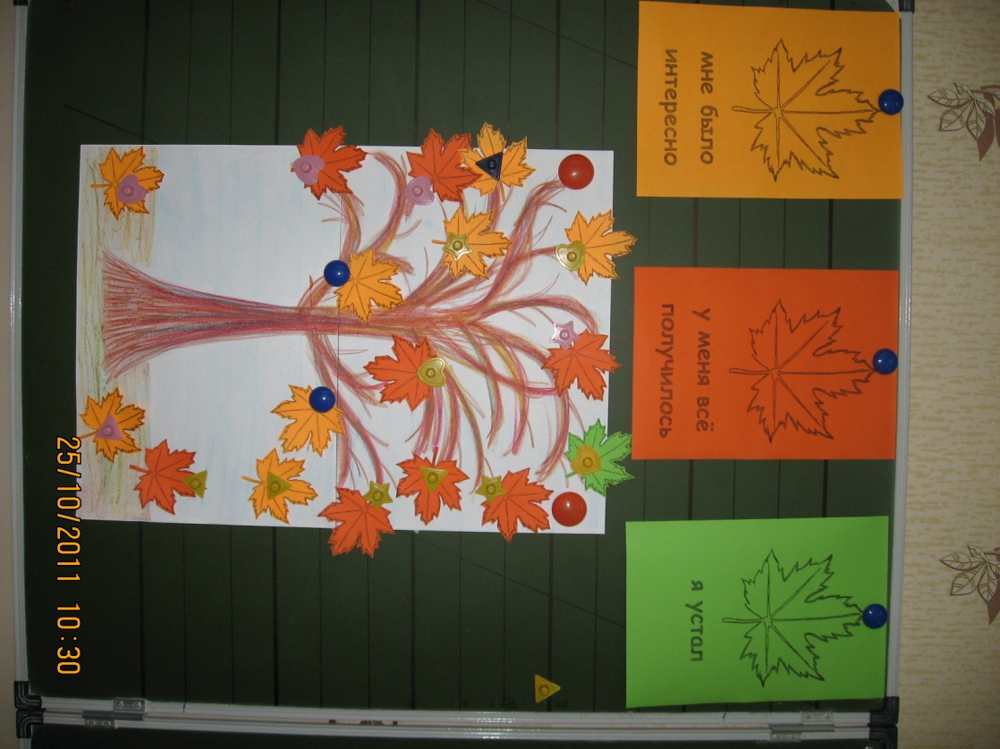 мне было
интересно
у меня всё
получилось
я устал
25/10/2011 10:30